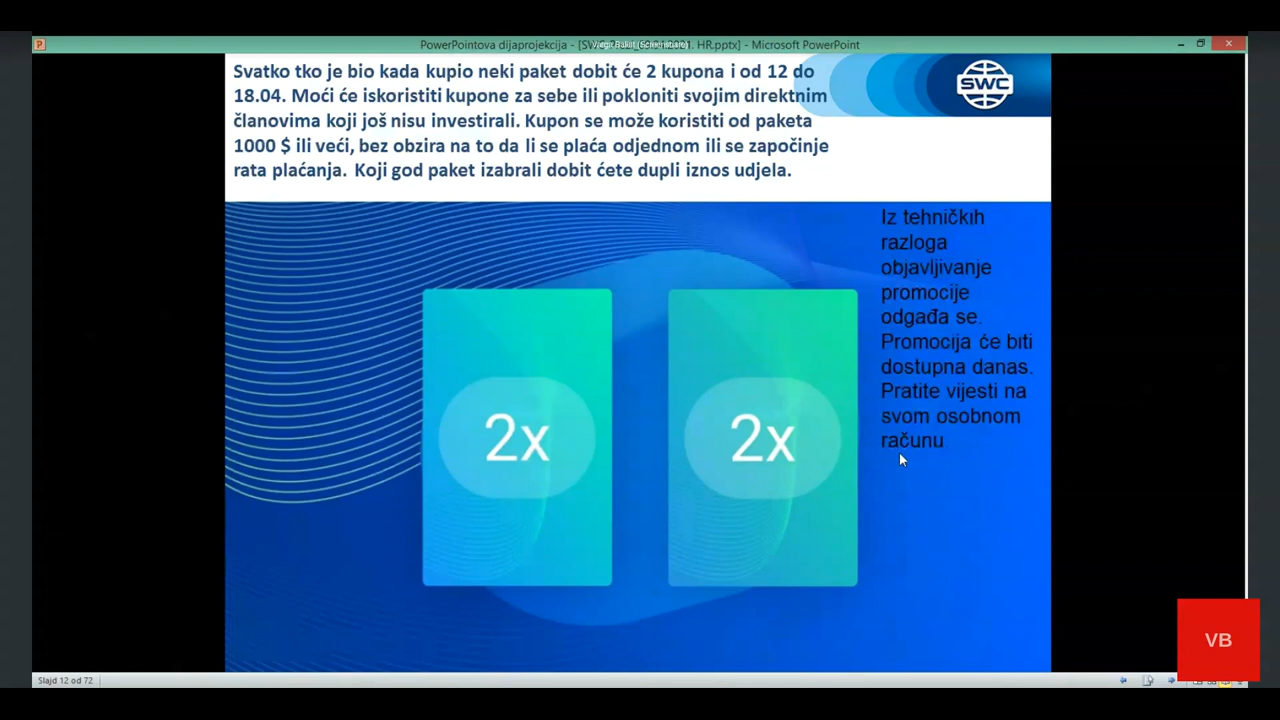 PowerPointova dijaprojekcija - [SW
1. HR.pptx] - Microsoft PowerPoint
Svatko tko je bio kada kupio neki paket dobit će 2 kupona i od 12 do
18.04. Moći će iskoristiti kupone za sebe ili pokloniti svojim direktnim
članovima koji još nisu investirali. Kupon se može koristiti od paketa
1000 $ ili veći, bez obzira na to da li se plaća odjednom ili se započinje
rata plaćanja. Koji god paket izabrali dobit ćete dupli iznos udjela.
SWC
Iz tehničkih
razloga
objavljivanje
promocije
odgađa se.
Promocija će biti
dostupna danas.
Pratite vijesti na
svom osobnom
računu
2x
2x
VB
Slajd 12 od 72